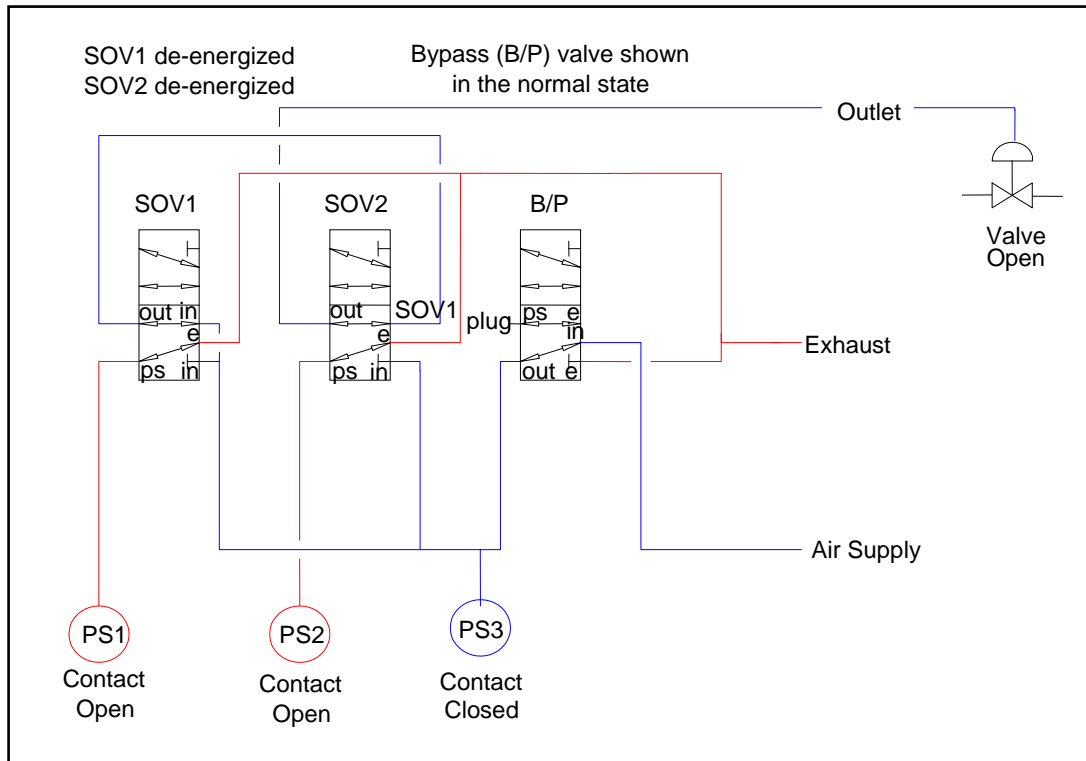 SOV1 de-energized
SOV2 de-energized
Bypass (B/P) valve shown
in the normal state
Outlet
SOV1
SOV2
B/P
Valve
Open
out in
e
ps in
out
SOV1
e
ps in
plug
ps e
in
out e
Exhaust
Air Supply
PS1
Contact
Open
PS2
Contact
Open
PS3
Contact
Closed